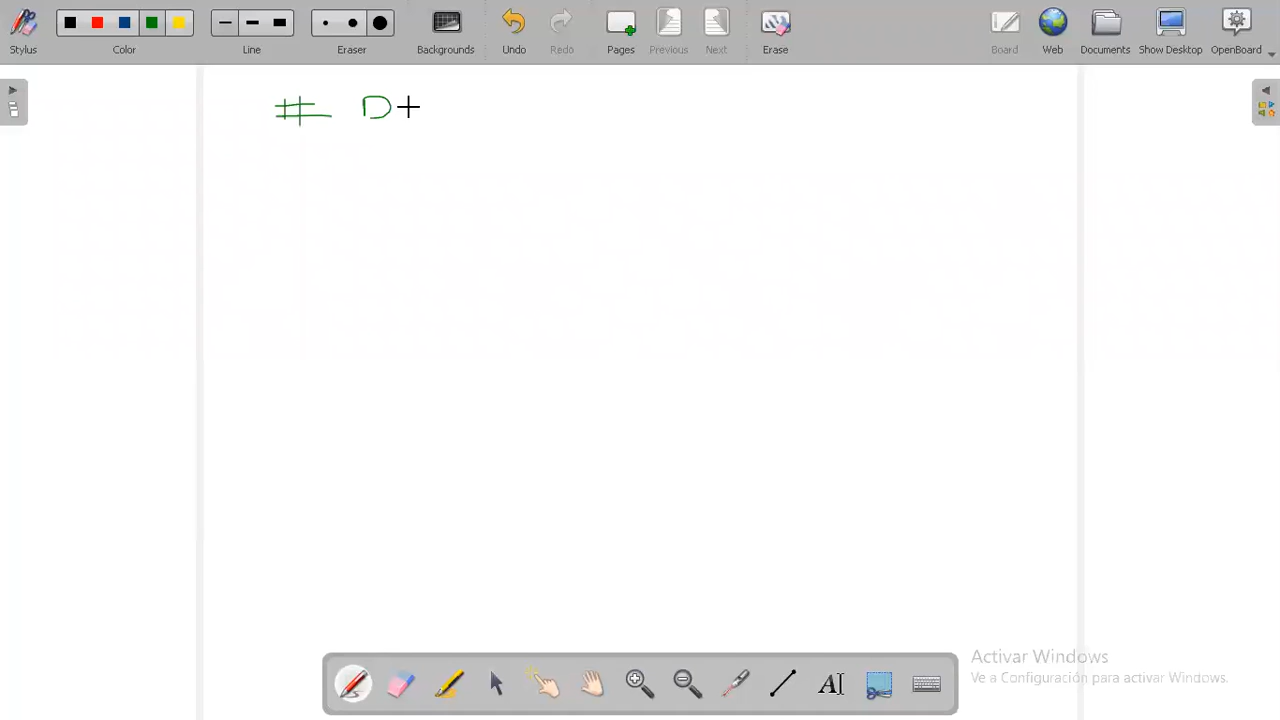 Stylus
Color
Line
Eraser
Backgrounds
Undo
Redo
Pages
Previous
Next
Erase
Board
Web
Documents
Show Desktop
OpenBoard
# D
Activar Windows
Ve a Configuración para activar Windows.